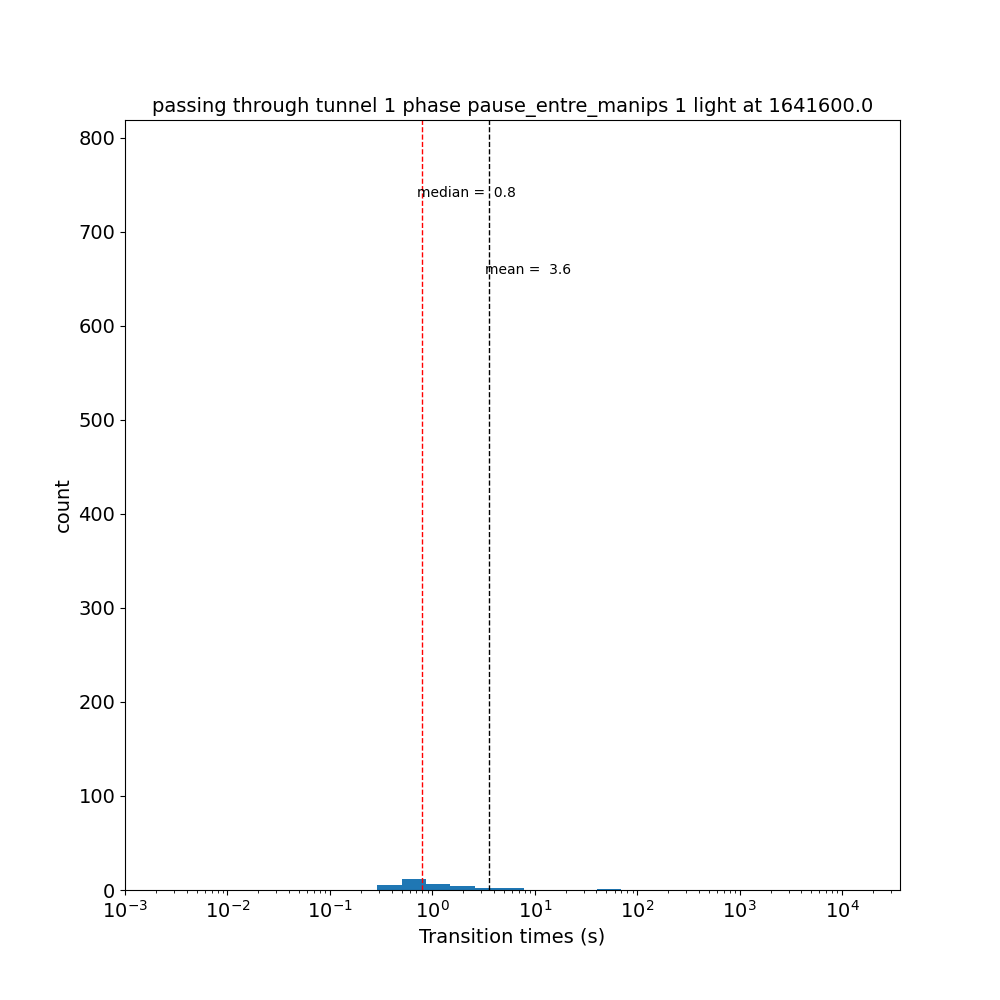 passing through tunnel 1 phase pause_entre_manips 1 light at 1641600.0
800
median =  0.8
700
mean =  3.6
600
500
count
400
300
200
100
0
10⁻³ 10⁻² 10⁻¹ 10⁰ 10¹ 10² 10³ 10⁴
Transition times (s)